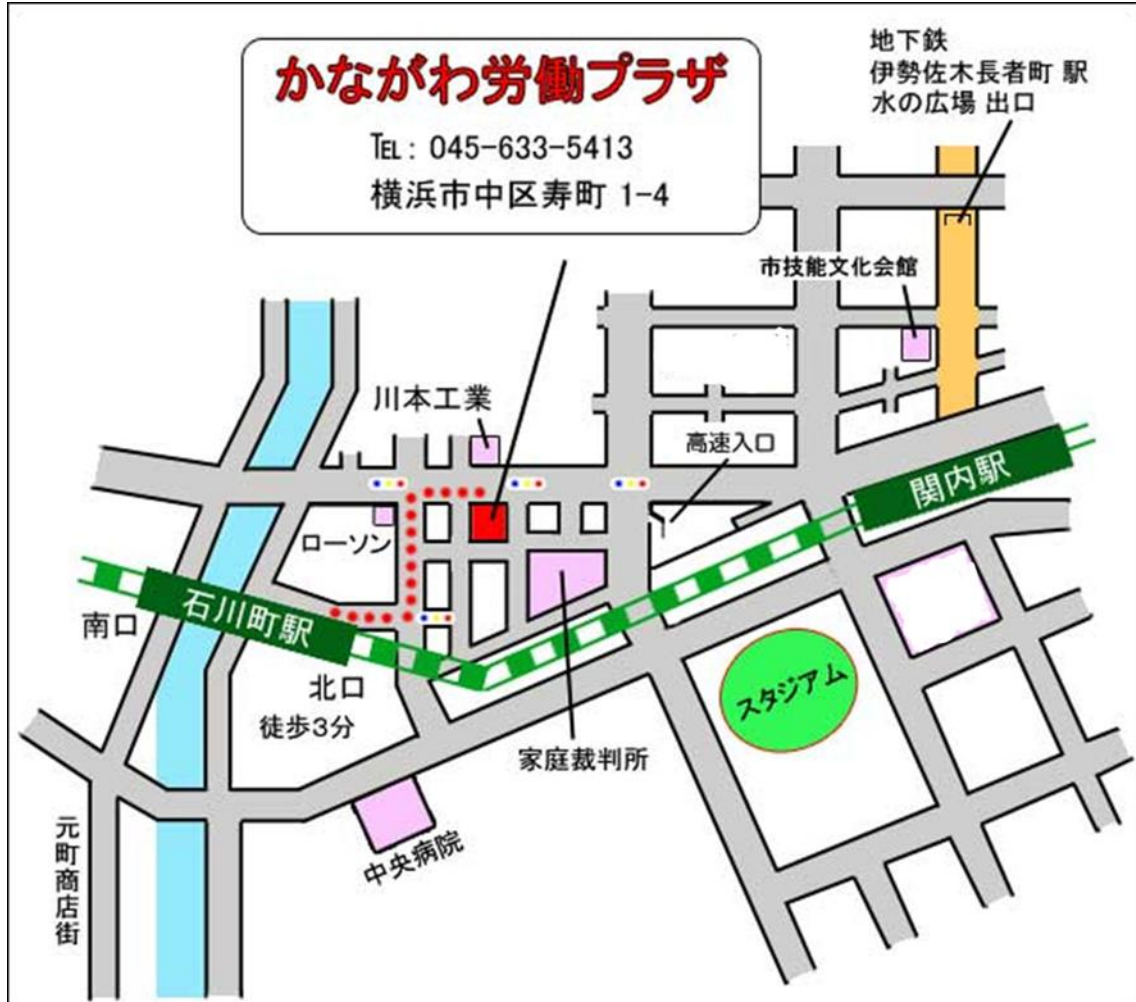 かながわ労働プラザ
℡: 045-633-5413
横浜市中区寿町 1-4
地下鉄
伊勢佐木長者町 駅
水の広場 出口
市技能文化会館
川本工業
高速入口
関内駅
ローソン
石川町駅
南口
北口
徒歩3分
スタジアム
家庭裁判所
中央病院
元町商店街